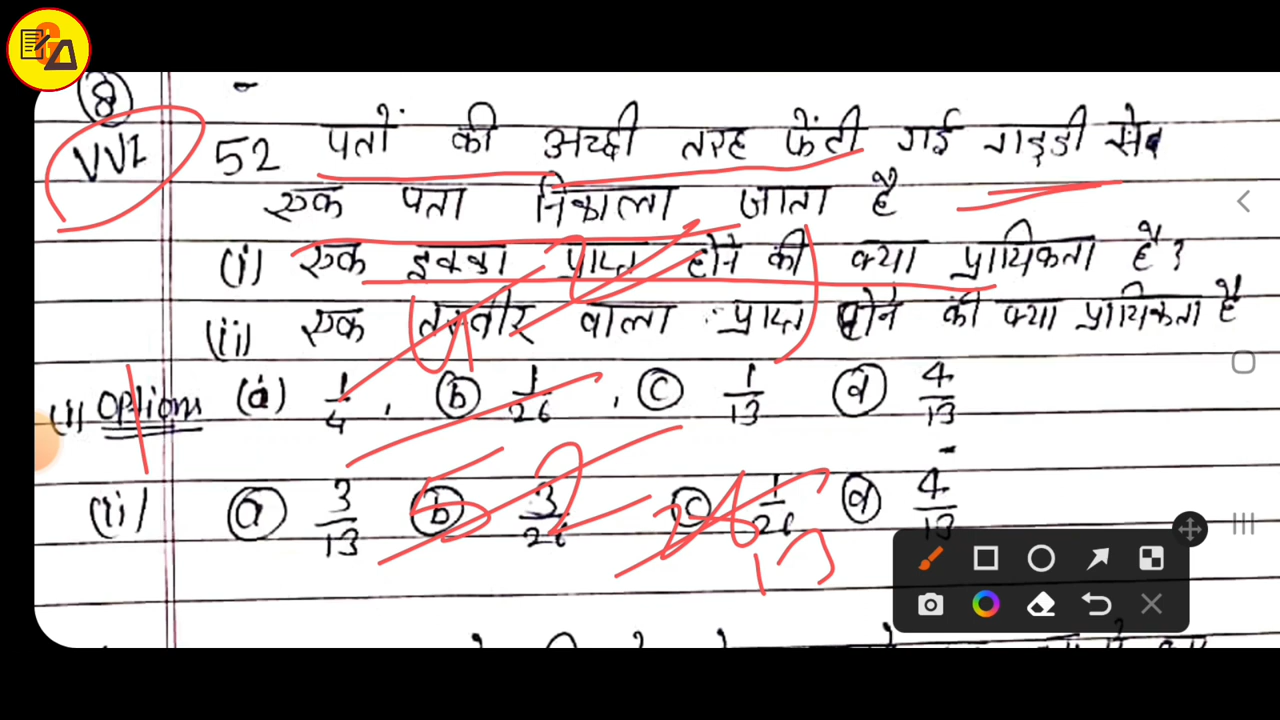 8
VVI 52 पतों की अच्छी तरह फेंटी गई गड्डी से
एक पता निकाला जाता है
(i) एक इक्का प्राप्त होने की क्या प्रायिकता है?
(ii) एक तस्वीर वाला प्राप्त होने की क्या प्रायिकता है
(i) Options (a) 1/4, (b) 1/26, (c) 1/13 (d) 4/13
(ii) (a) 3/13 (b) 3/26 (c) 1/26 (d) 4/13